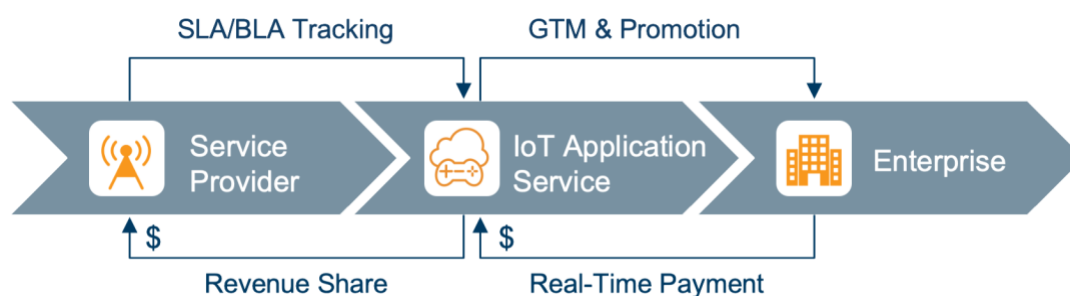 SLA/BLA Tracking
GTM & Promotion
Service
Provider
IoT Application
Service
Enterprise
$
$
Revenue Share
Real-Time Payment